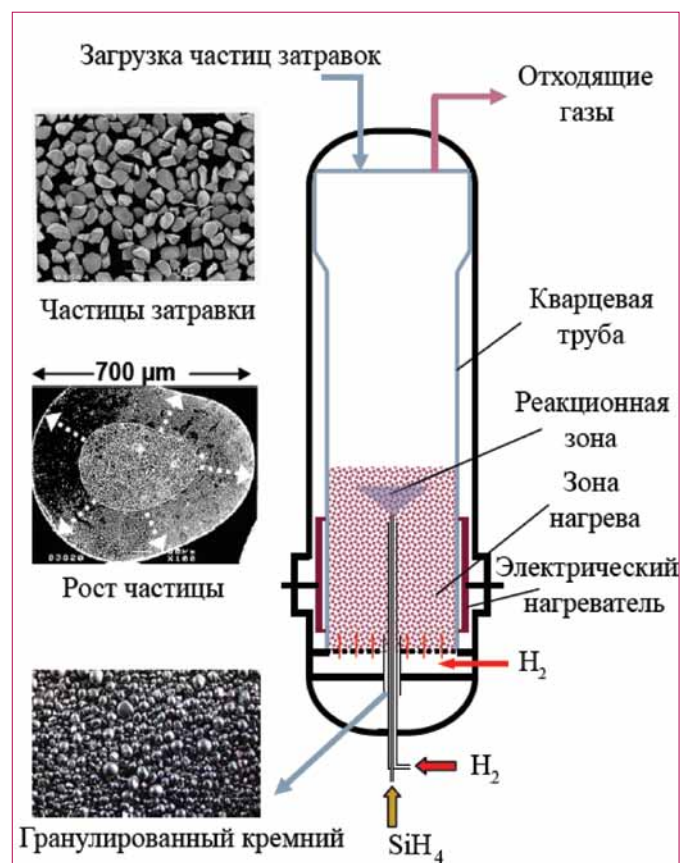 Загрузка частиц затравок
Отходящие
газы
Частицы затравки
Кварцевая
труба
700 µm
Реакционная
зона
Зона
нагрева
Рост частицы
Электрический
нагреватель
H₂
H₂
Гранулированный кремний
SiH₄